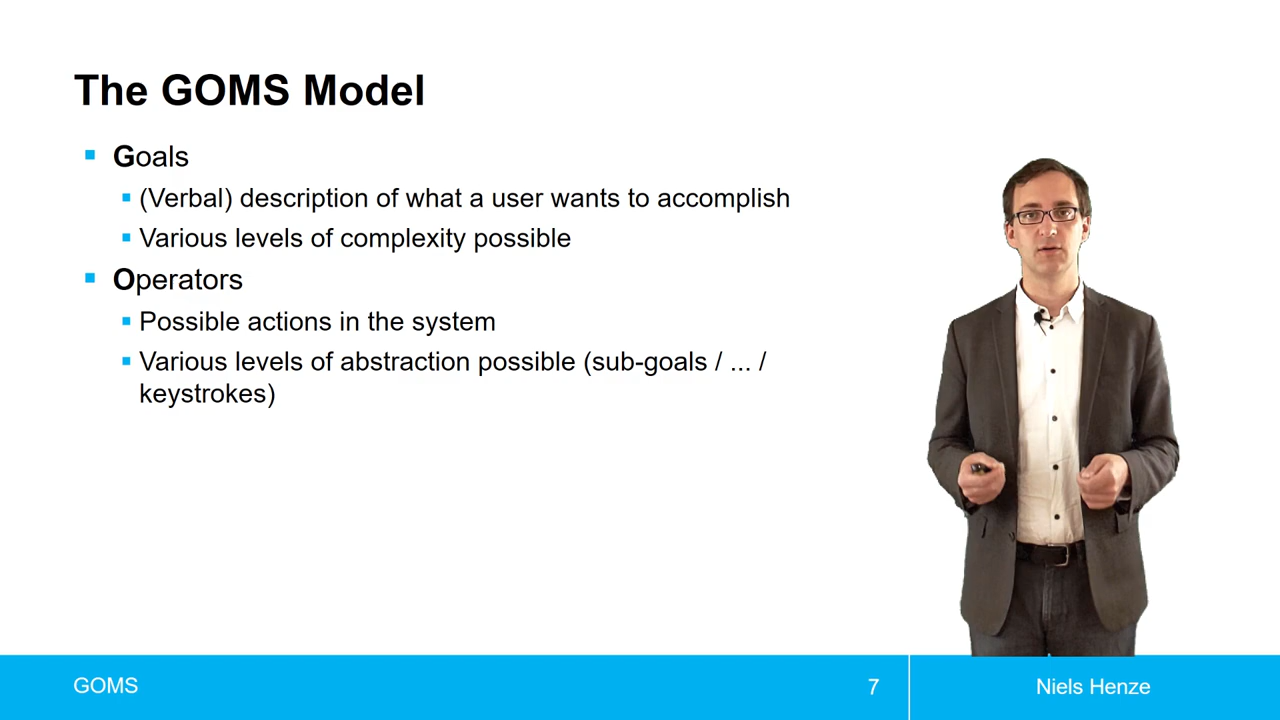 The GOMS Model
Goals
(Verbal) description of what a user wants to accomplish
Various levels of complexity possible
Operators
Possible actions in the system
Various levels of abstraction possible (sub-goals / ... /
keystrokes)
GOMS
7
Niels Henze